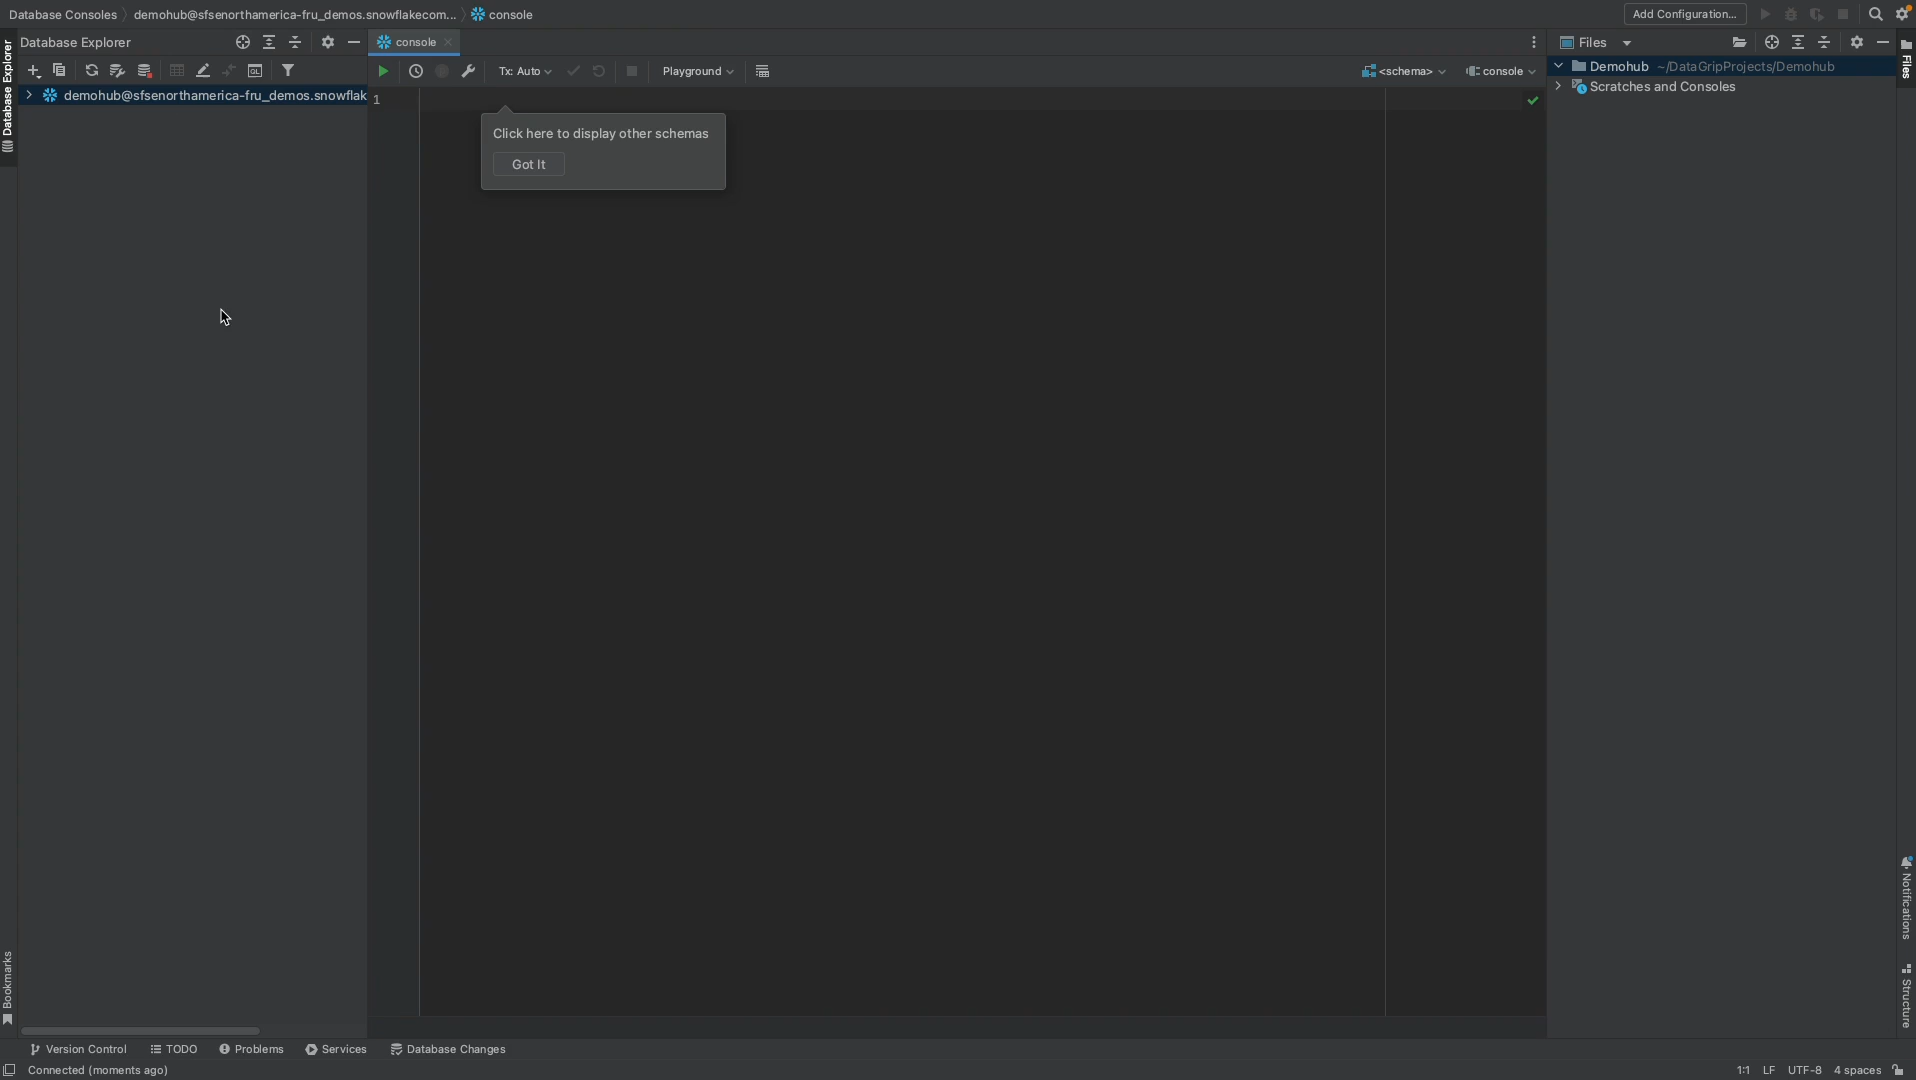 Database Consoles demohub@sfsenorthamerica-fru_demos.snowflakecom... console
Add Configuration...
Database Explorer
console
Files
Tx: Auto
Playground
<schema>
console
Demohub ~/DataGripProjects/Demohub
Scratches and Consoles
demohub@sfsenorthamerica-fru_demos.snowflak
1
Click here to display other schemas
Got It
Database Explorer
Bookmarks
Files
Notifications
Structure
Version Control TODO Problems Services Database Changes
Connected (moments ago)
1:1 LF UTF-8 4 spaces